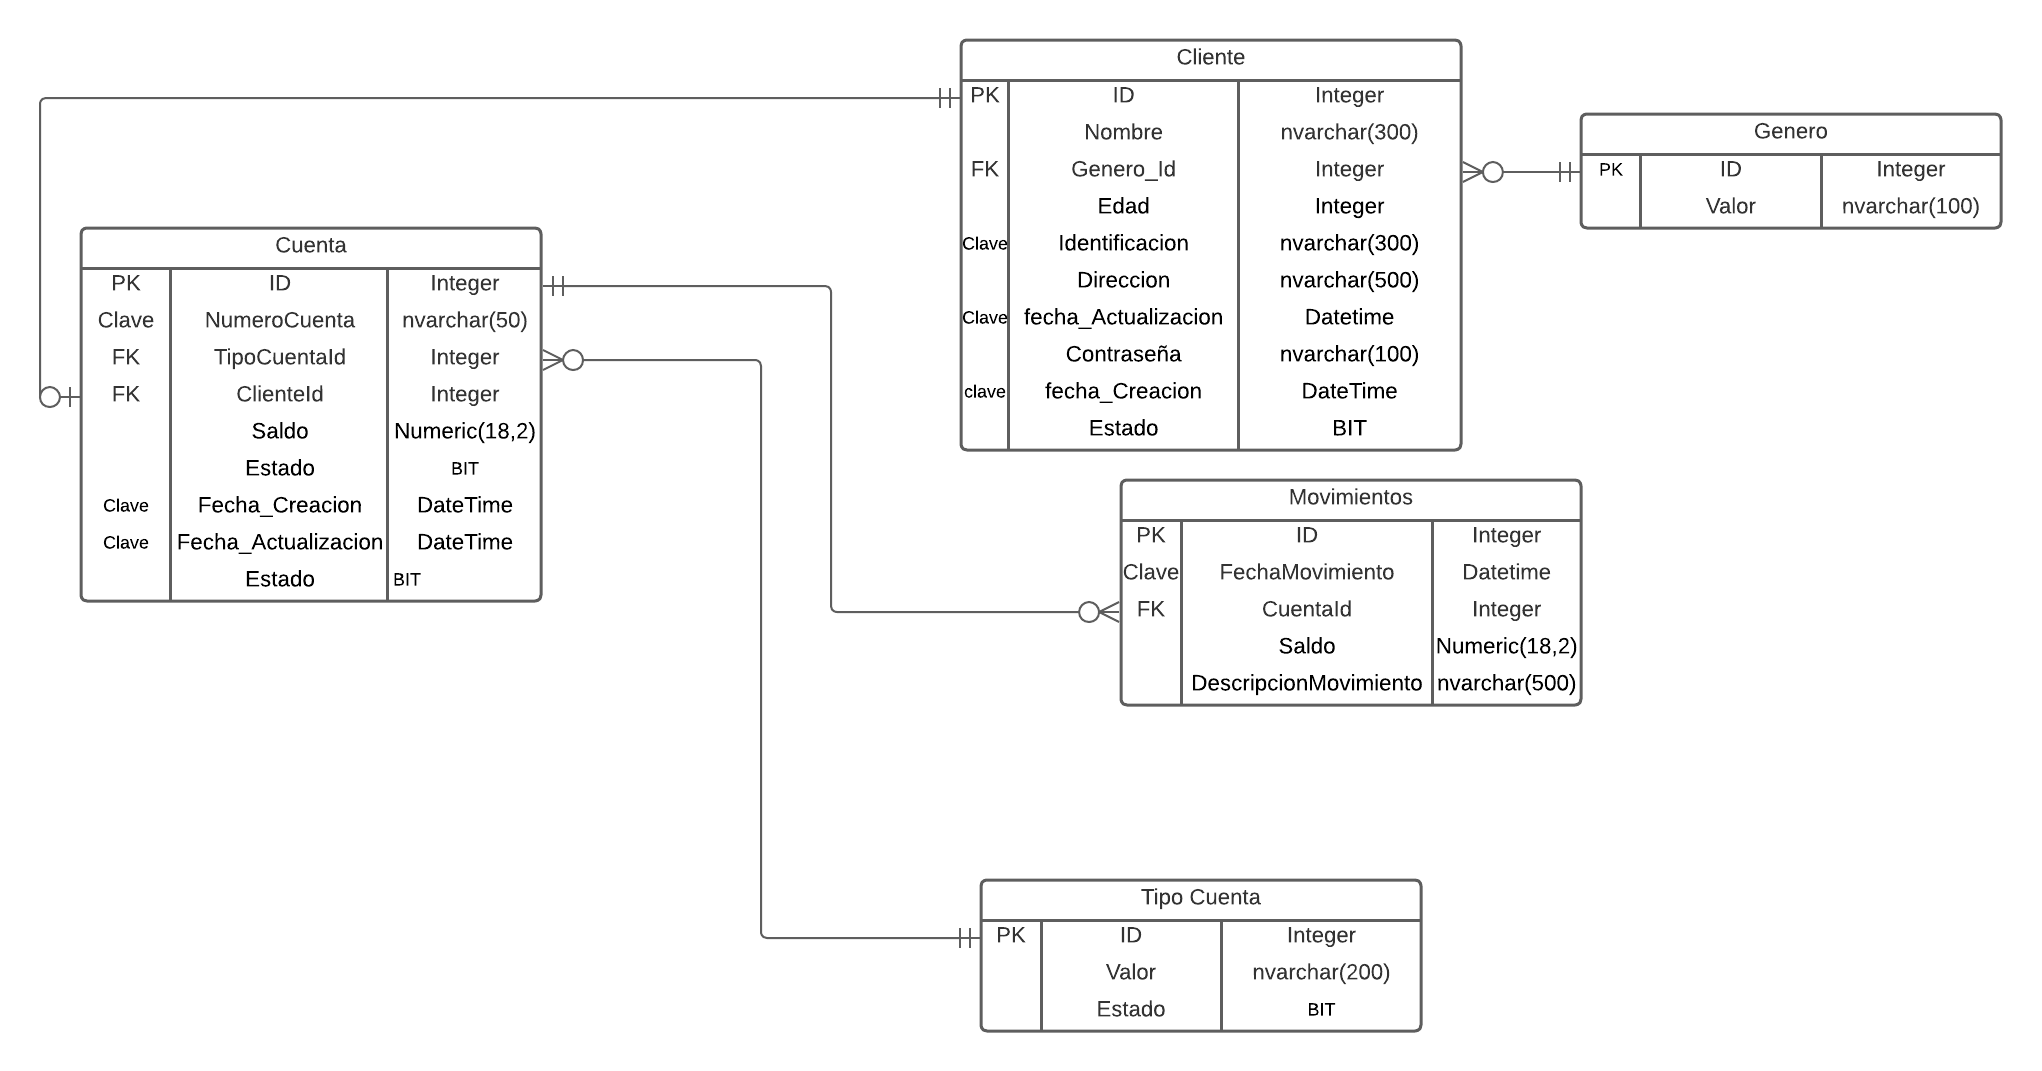 Cliente
PK ID Integer
Nombre nvarchar(300)
FK Genero_Id Integer
Edad Integer
Clave Identificacion nvarchar(300)
Direccion nvarchar(500)
Clave fecha_Actualizacion Datetime
Contraseña nvarchar(100)
clave fecha_Creacion DateTime
Estado BIT
Genero
PK ID Integer
Valor nvarchar(100)
Cuenta
PK ID Integer
Clave NumeroCuenta nvarchar(50)
FK TipoCuentaId Integer
FK ClienteId Integer
Saldo Numeric(18,2)
Estado BIT
Clave Fecha_Creacion DateTime
Clave Fecha_Actualizacion DateTime
Estado BIT
Movimientos
PK ID Integer
Clave FechaMovimiento Datetime
FK CuentaId Integer
Saldo Numeric(18,2)
DescripcionMovimiento nvarchar(500)
Tipo Cuenta
PK ID Integer
Valor nvarchar(200)
Estado BIT